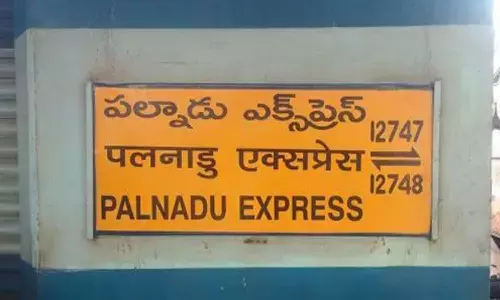 పల్నాడు ఎక్స్‌ప్రెస్ 12747
पलनाडु एक्सप्रेस ⇌
12748
PALNADU EXPRESS